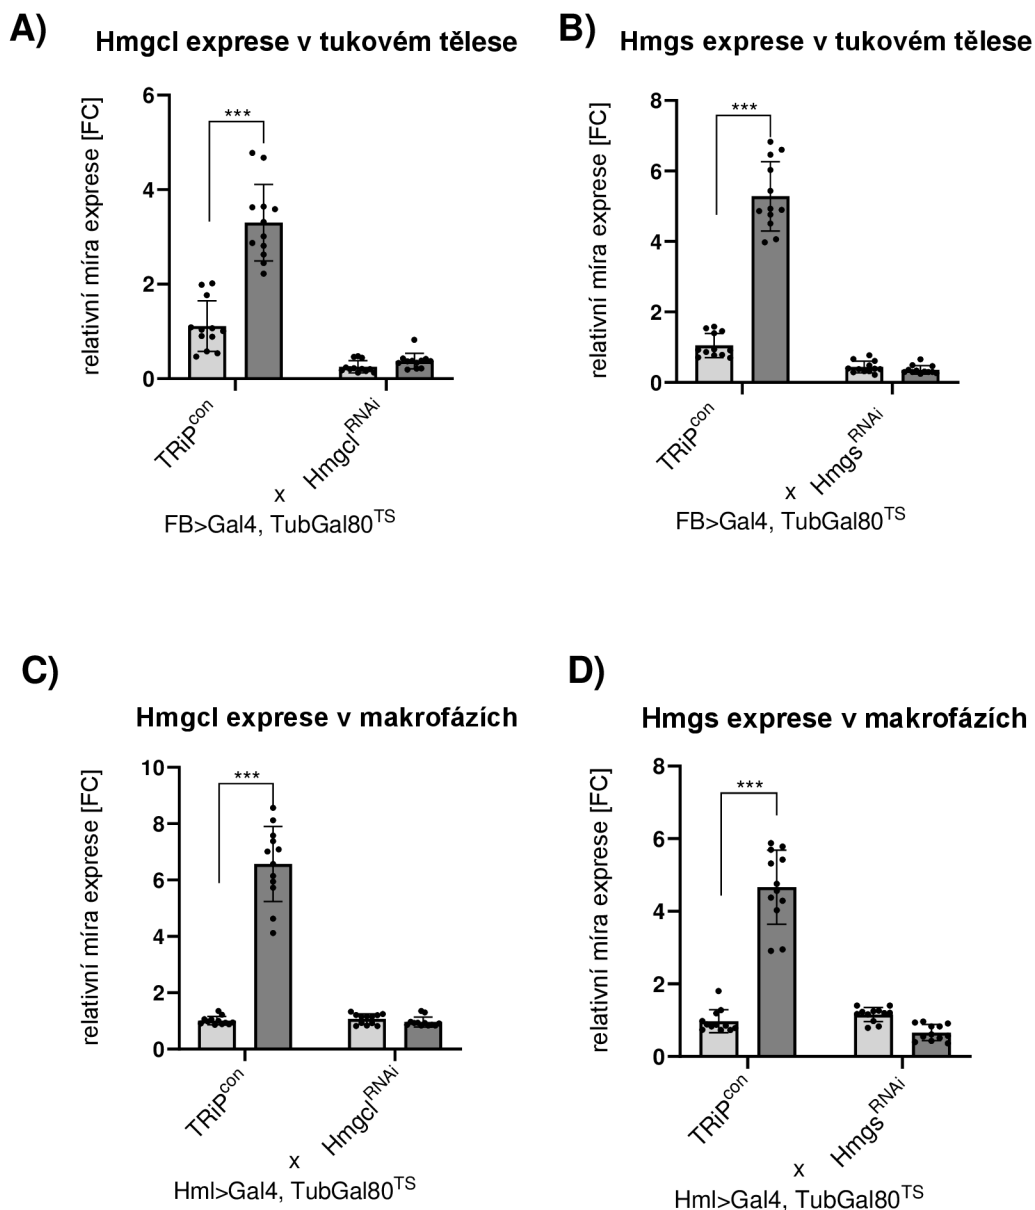 A)
Hmgcl exprese v tukovém tělese
relativní míra exprese [FC]
6
4
2
0
***
TRiPcon
HmgclRNAi
x
FB>Gal4, TubGal80TS
B)
Hmgs exprese v tukovém tělese
relativní míra exprese [FC]
8
6
4
2
0
***
TRiPcon
HmgsRNAi
x
FB>Gal4, TubGal80TS
C)
Hmgcl exprese v makrofázích
relativní míra exprese [FC]
10
8
6
4
2
0
***
TRiPcon
HmgclRNAi
x
Hml>Gal4, TubGal80TS
D)
Hmgs exprese v makrofázích
relativní míra exprese [FC]
8
6
4
2
0
***
TRiPcon
HmgsRNAi
x
Hml>Gal4, TubGal80TS